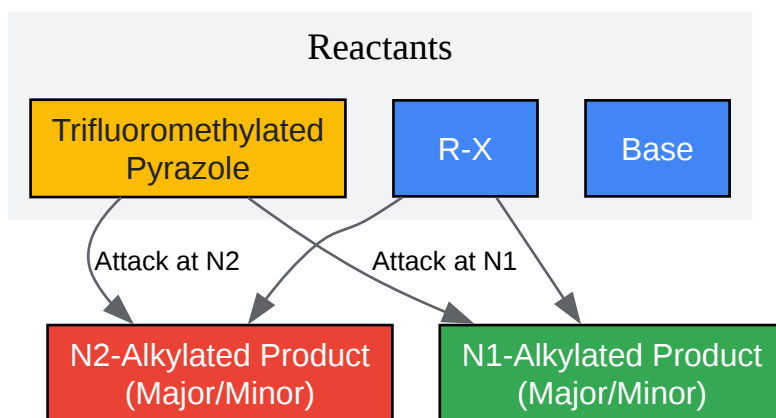 Reactants
Trifluoromethylated
Pyrazole
R-X
Base
Attack at N2
Attack at N1
N2-Alkylated Product
(Major/Minor)
N1-Alkylated Product
(Major/Minor)